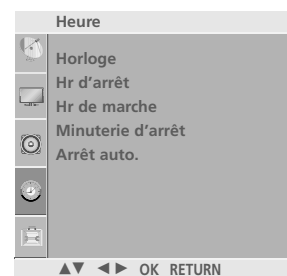 Heure
Horloge
Hr d'arrêt
Hr de marche
Minuterie d'arrêt
Arrêt auto.
▲▼ ◄► OK RETURN